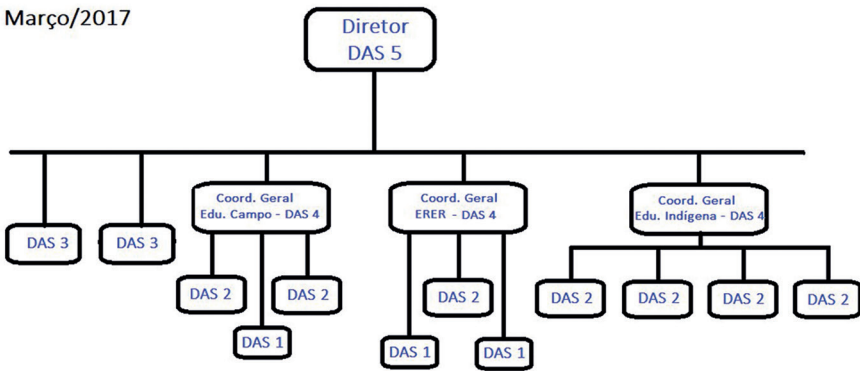 Março/2017
Diretor
DAS 5
DAS 3
DAS 3
Coord. Geral
Edu. Campo - DAS 4
Coord. Geral
ERER - DAS 4
Coord. Geral
Edu. Indígena - DAS 4
DAS 2
DAS 2
DAS 1
DAS 2
DAS 1
DAS 1
DAS 2
DAS 2
DAS 2
DAS 2